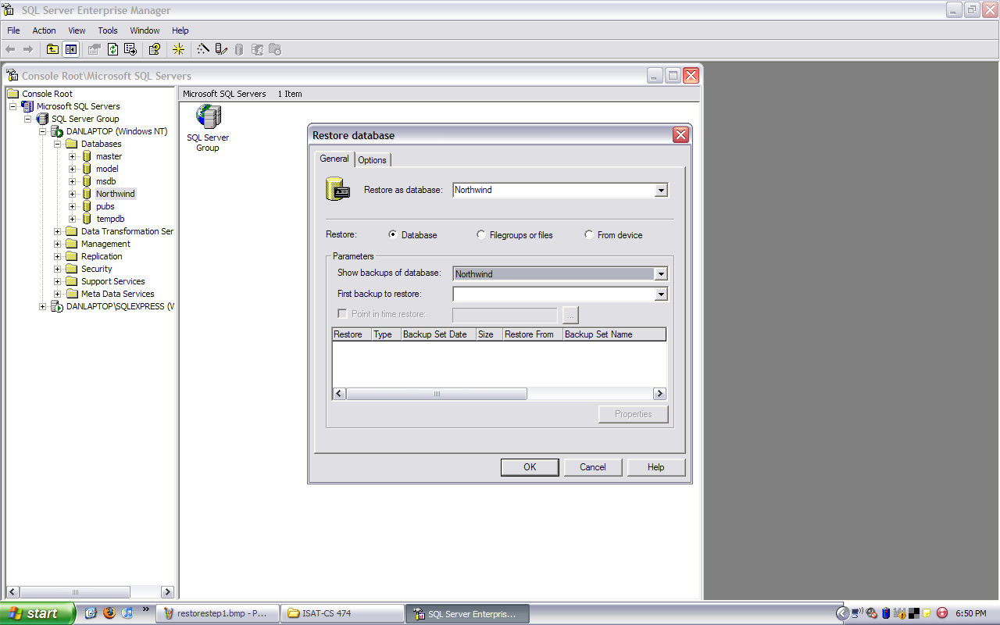 SQL Server Enterprise Manager
File Action View Tools Window Help
Console Root\Microsoft SQL Servers
Console Root
Microsoft SQL Servers
SQL Server Group
DANLAPTOP (Windows NT)
Databases
master
model
msdb
Northwind
pubs
tempdb
Data Transformation Ser
Management
Replication
Security
Support Services
Meta Data Services
DANLAPTOP\SQLEXPRESS (W
Microsoft SQL Servers 1 Item
SQL Server
Group
Restore database
General Options
Restore as database: Northwind
Restore: Database Filegroups or files From device
Parameters
Show backups of database: Northwind
First backup to restore:
Point in time restore: ...
Restore Type Backup Set Date Size Restore From Backup Set Name
Properties
OK Cancel Help
start » restorestep1.bmp - P... ISAT-CS 474 SQL Server Enterpris... 6:50 PM